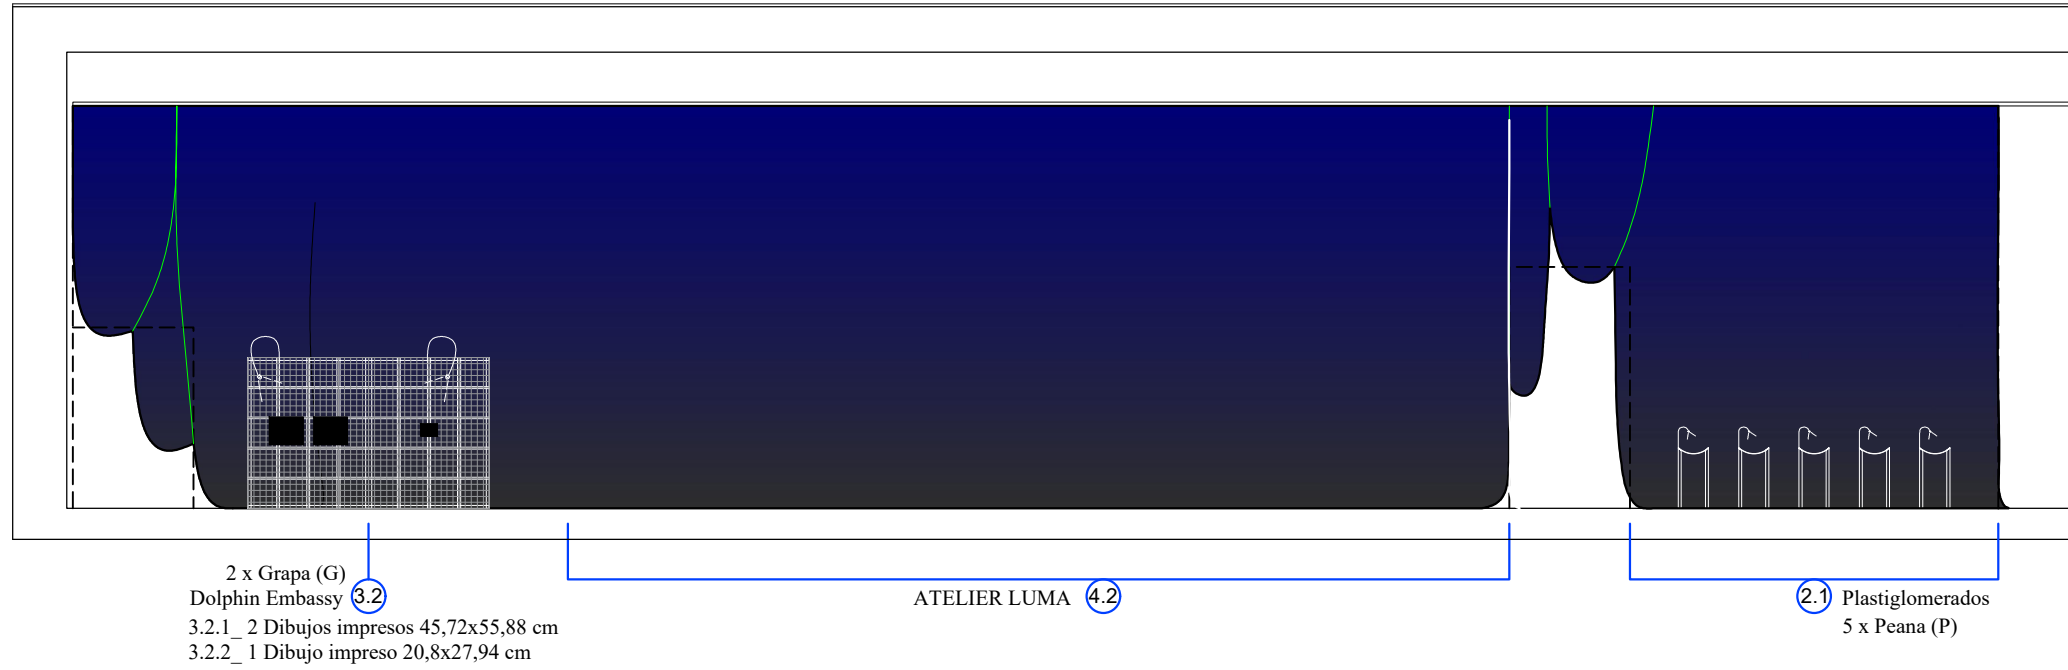 2 x Grapa (G)
Dolphin Embassy 3.2
3.2.1_ 2 Dibujos impresos 45,72x55,88 cm
3.2.2_ 1 Dibujo impreso 20,8x27,94 cm
ATELIER LUMA 4.2
2.1 Plastiglomerados
5 x Peana (P)